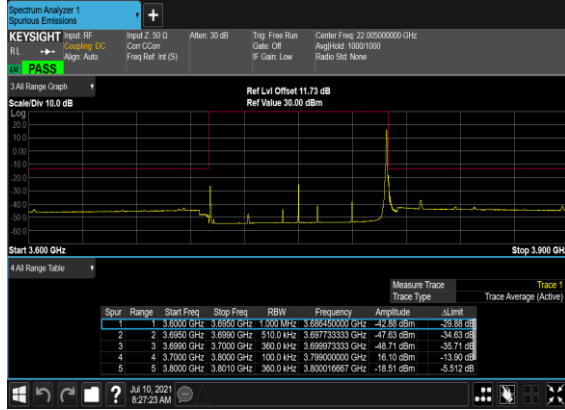 Spectrum Analyzer 1
Spurious Emissions
KEYSIGHT Input: RF Input Z: 50 Ω Atten: 30 dB Trig: Free Run Center Freq: 22.005000000 GHz
RL Coupling: DC Corr CCorr Gate: Off Avg|Hold: 1000/1000
Align: Auto Freq Ref: Int (S) IF Gain: Low Radio Std: None
PASS
3 All Range Graph
Ref Lvl Offset 11.73 dB
Scale/Div 10.0 dB Ref Value 30.00 dBm
Log
20.0
10.0
0.00
-10.0
-20.0
-30.0
-40.0
-50.0
-60.0
Start 3.600 GHz Stop 3.900 GHz
4 All Range Table
Measure Trace Trace 1
Trace Type Trace Average (Active)
Spur Range Start Freq Stop Freq RBW Frequency Amplitude ΔLimit
1 1 3.6000 GHz 3.6950 GHz 1.000 MHz 3.686450000 GHz -42.88 dBm -29.88 dB
2 2 3.6950 GHz 3.6990 GHz 510.0 kHz 3.697733333 GHz -47.63 dBm -34.63 dB
3 3 3.6990 GHz 3.7000 GHz 360.0 kHz 3.699973333 GHz -48.71 dBm -35.71 dB
4 4 3.7000 GHz 3.8000 GHz 100.0 kHz 3.799000000 GHz 16.10 dBm -13.90 dB
5 5 3.8000 GHz 3.8010 GHz 360.0 kHz 3.800016667 GHz -18.51 dBm -5.512 dB
Jul 10, 2021
8:27:23 AM